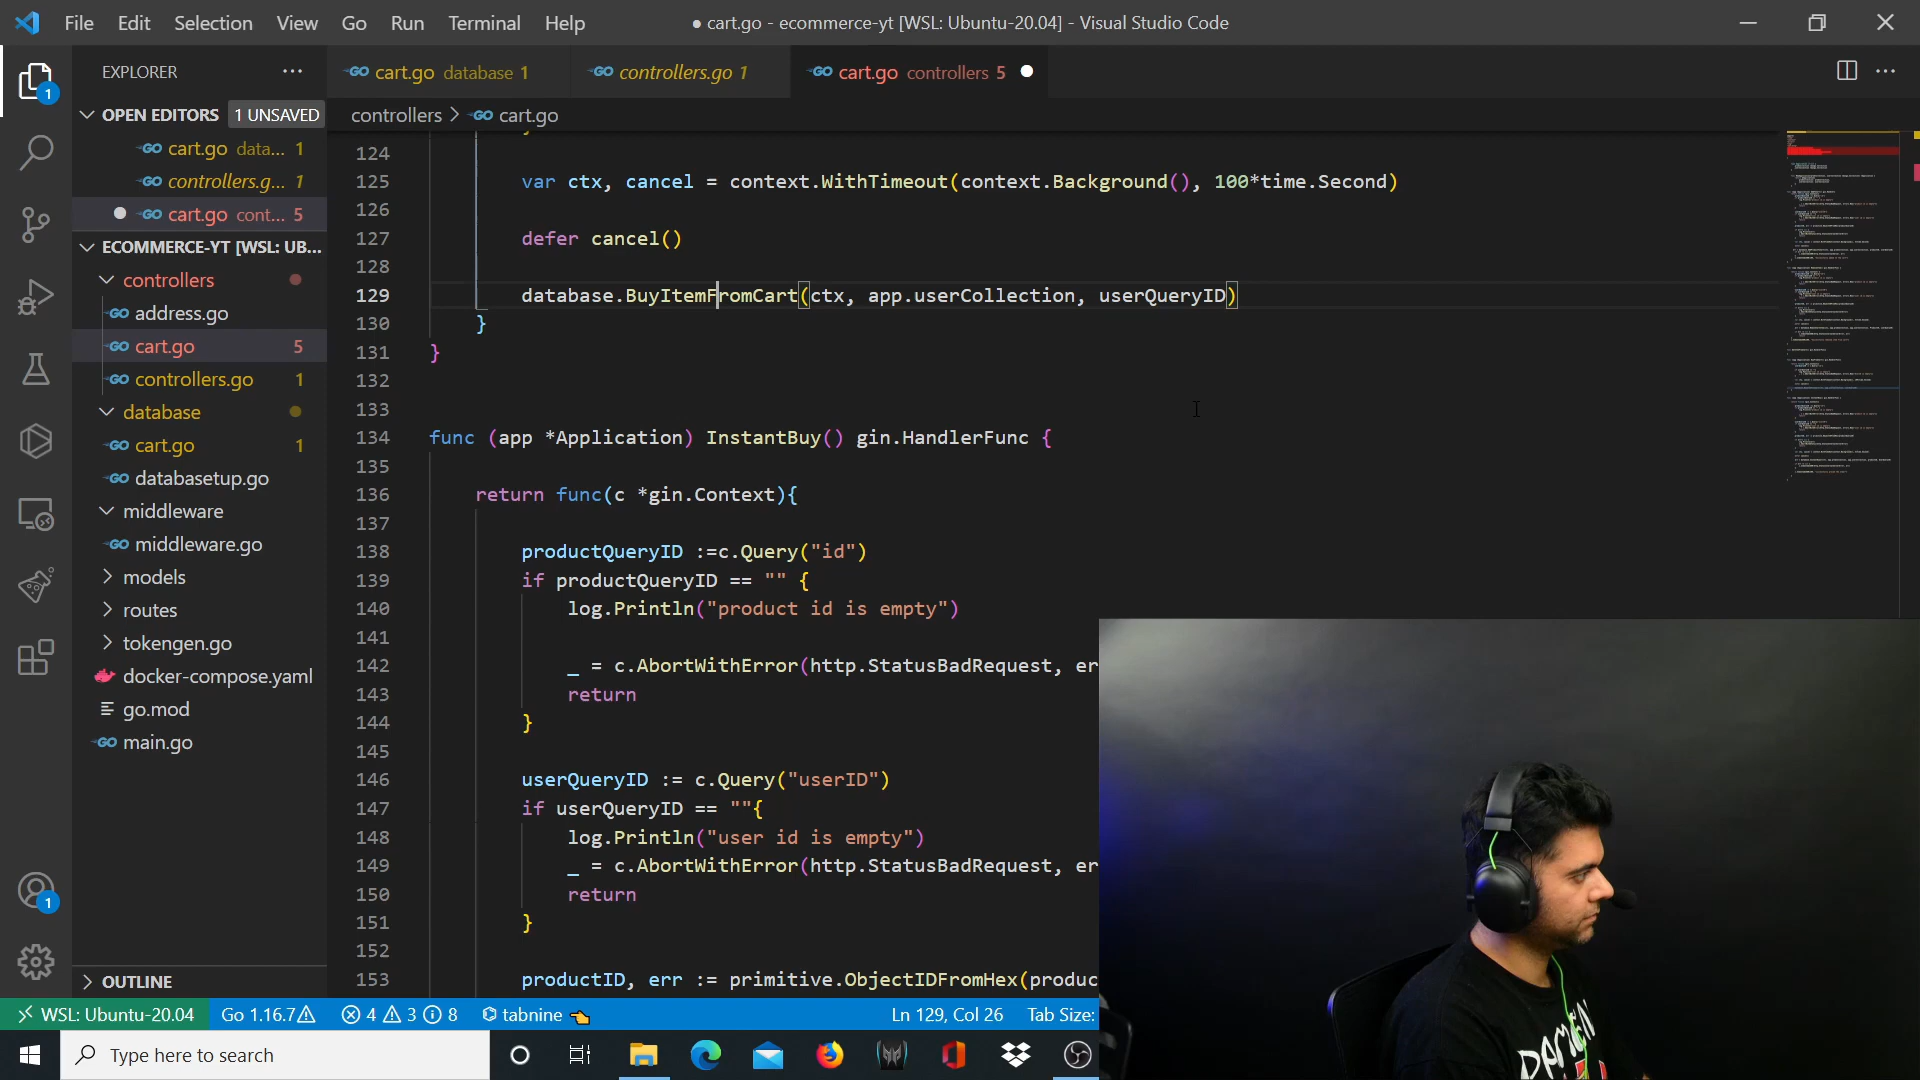 File Edit Selection View Go Run Terminal Help
● cart.go - ecommerce-yt [WSL: Ubuntu-20.04] - Visual Studio Code
EXPLORER
cart.go database 1
controllers.go 1
cart.go controllers 5
OPEN EDITORS 1 UNSAVED
controllers > cart.go
cart.go data... 1
controllers.g... 1
cart.go cont... 5
ECOMMERCE-YT [WSL: UB...
controllers
address.go
cart.go 5
controllers.go 1
database
cart.go 1
databasetup.go
middleware
middleware.go
models
routes
tokengen.go
docker-compose.yaml
go.mod
main.go
OUTLINE
124
125 var ctx, cancel = context.WithTimeout(context.Background(), 100*time.Second)
126
127 defer cancel()
128
129 database.BuyItemFromCart(ctx, app.userCollection, userQueryID)
130 }
131 }
132
133
134 func (app *Application) InstantBuy() gin.HandlerFunc {
135
136 return func(c *gin.Context){
137
138 productQueryID :=c.Query("id")
139 if productQueryID == "" {
140 log.Println("product id is empty")
141
142 _ = c.AbortWithError(http.StatusBadRequest, er
143 return
144 }
145
146 userQueryID := c.Query("userID")
147 if userQueryID == ""{
148 log.Println("user id is empty")
149 _ = c.AbortWithError(http.StatusBadRequest, er
150 return
151 }
152
153 productID, err := primitive.ObjectIDFromHex(produc
WSL: Ubuntu-20.04 Go 1.16.7 4 3 8 tabnine Ln 129, Col 26 Tab Size:
Type here to search